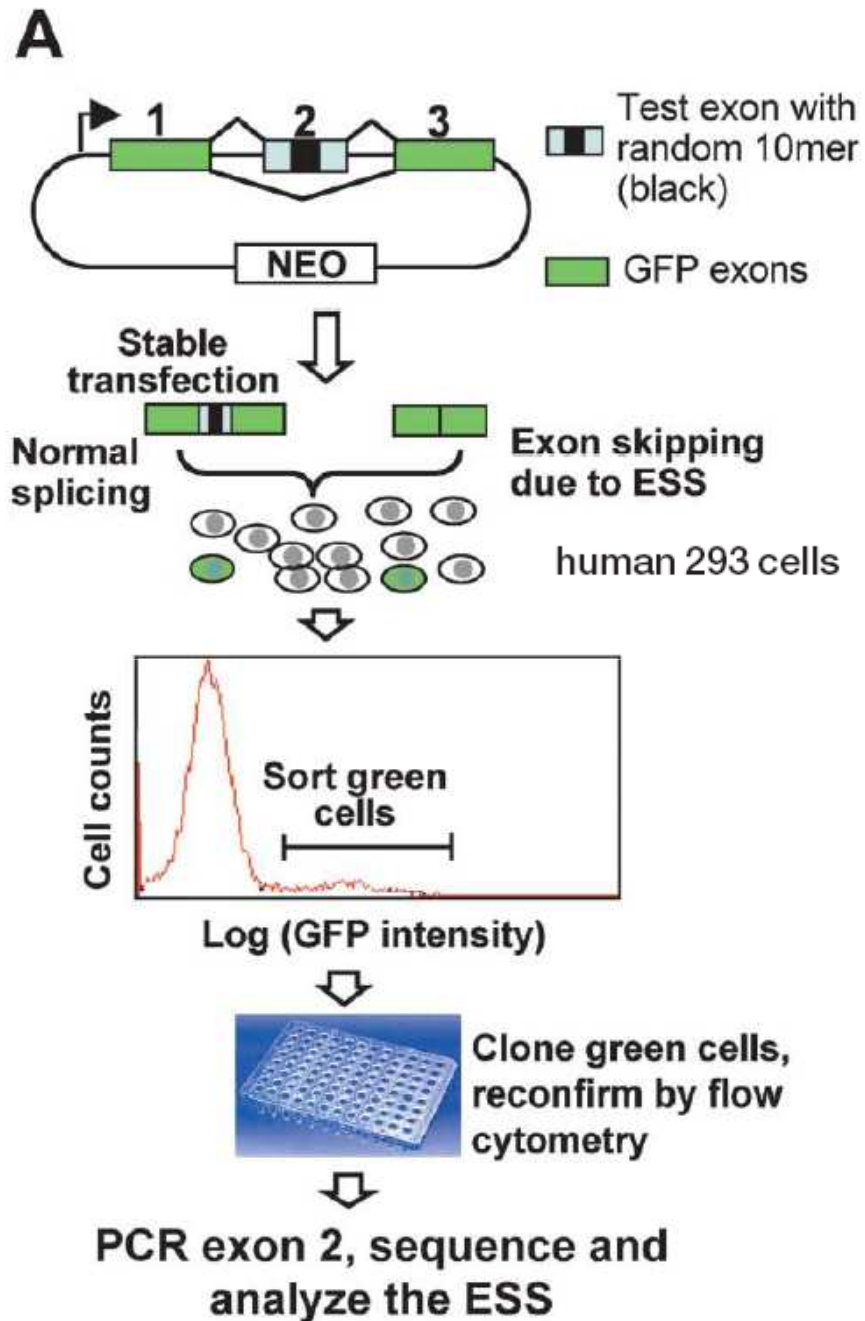 A
1 2 3
Test exon with
random 10mer
(black)
NEO
GFP exons
Stable
transfection
Normal
splicing
Exon skipping
due to ESS
human 293 cells
Cell counts
Sort green
cells
Log (GFP intensity)
Clone green cells,
reconfirm by flow
cytometry
PCR exon 2, sequence and
analyze the ESS